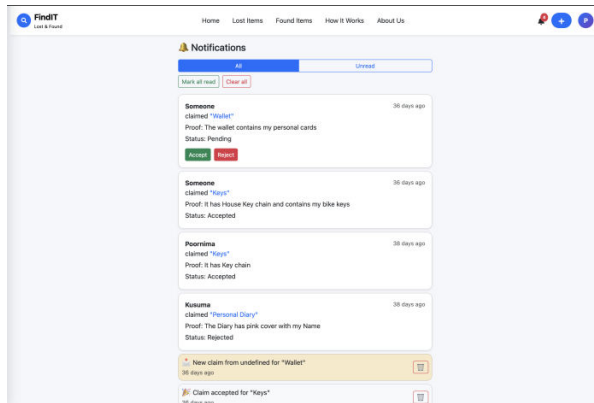 FindIT
Lost & Found
Home Lost Items Found Items How It Works About Us
+
P
Notifications
All Unread
Mark all read Clear all
Someone 36 days ago
claimed "Wallet"
Proof: The wallet contains my personal cards
Status: Pending
Accept Reject
Someone 36 days ago
claimed "Keys"
Proof: It has House Key chain and contains my bike keys
Status: Accepted
Poornima 38 days ago
claimed "Keys"
Proof: It has Key chain
Status: Accepted
Kusuma 38 days ago
claimed "Personal Diary"
Proof: The Diary has pink cover with my Name
Status: Rejected
New claim from undefined for "Wallet"
36 days ago
Claim accepted for "Keys"
36 days ago